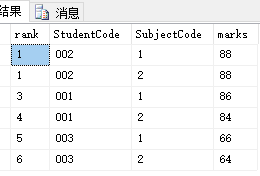 结果 消息
rank StudentCode SubjectCode marks
1 002 1 88
1 002 2 88
3 001 1 86
4 001 2 84
5 003 1 66
6 003 2 64